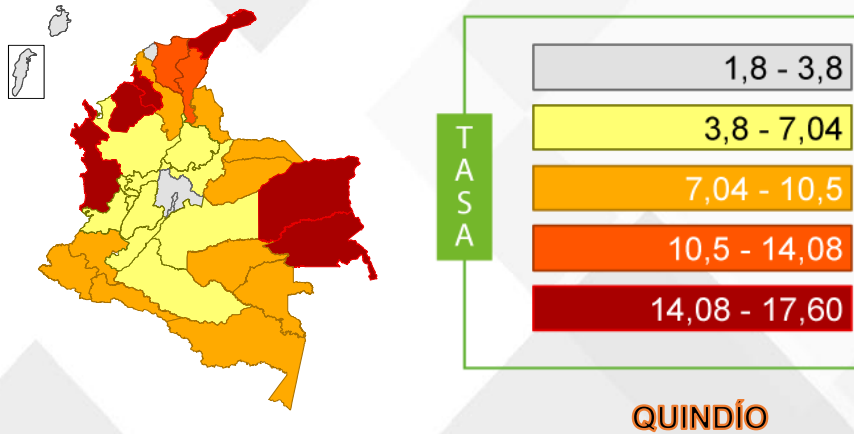 TASA
1,8 - 3,8
3,8 - 7,04
7,04 - 10,5
10,5 - 14,08
14,08 - 17,60
QUINDÍO